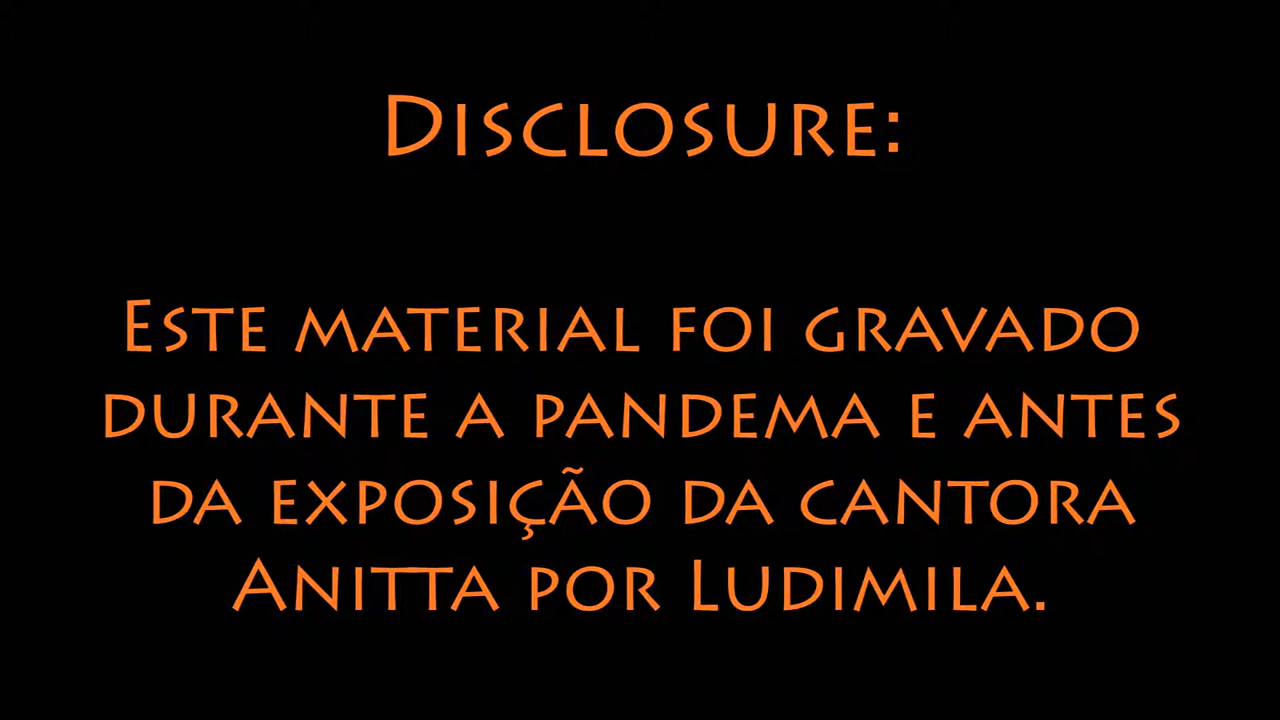 Disclosure:
Este material foi gravado
durante a pandema e antes
da exposição da cantora
Anitta por Ludimila.